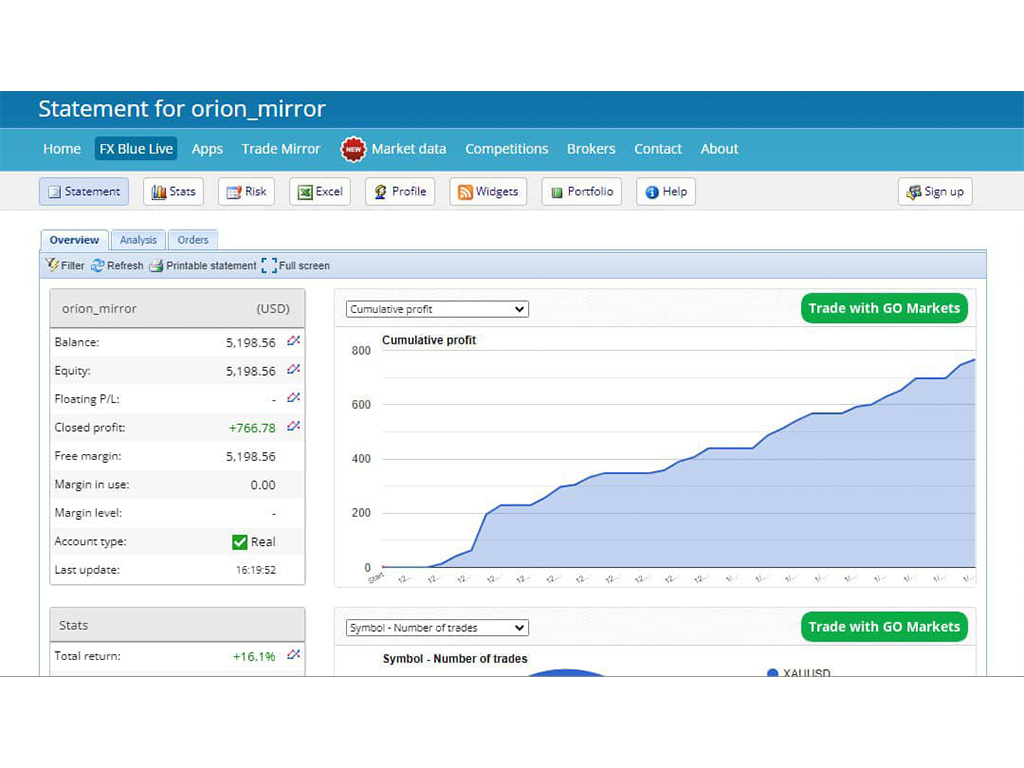 Statement for orion_mirror
Home FX Blue Live Apps Trade Mirror NEW Market data Competitions Brokers Contact About
Statement Stats Risk Excel Profile Widgets Portfolio Help Sign up
Overview Analysis Orders
Filter Refresh Printable statement Full screen
orion_mirror (USD)
Balance: 5,198.56
Equity: 5,198.56
Floating P/L: -
Closed profit: +766.78
Free margin: 5,198.56
Margin in use: 0.00
Margin level: -
Account type: Real
Last update: 16:19:52
Stats
Total return: +16.1%
Cumulative profit Trade with GO Markets
Cumulative profit
800
600
400
200
0
Start 12... 12... 12... 12... 12... 12... 12... 12... 12... 12... 12... 1/... 1/... 1/... 1/... 1/... 1/... 1/... 1/... 1/...
Symbol - Number of trades Trade with GO Markets
Symbol - Number of trades
XAUUSD